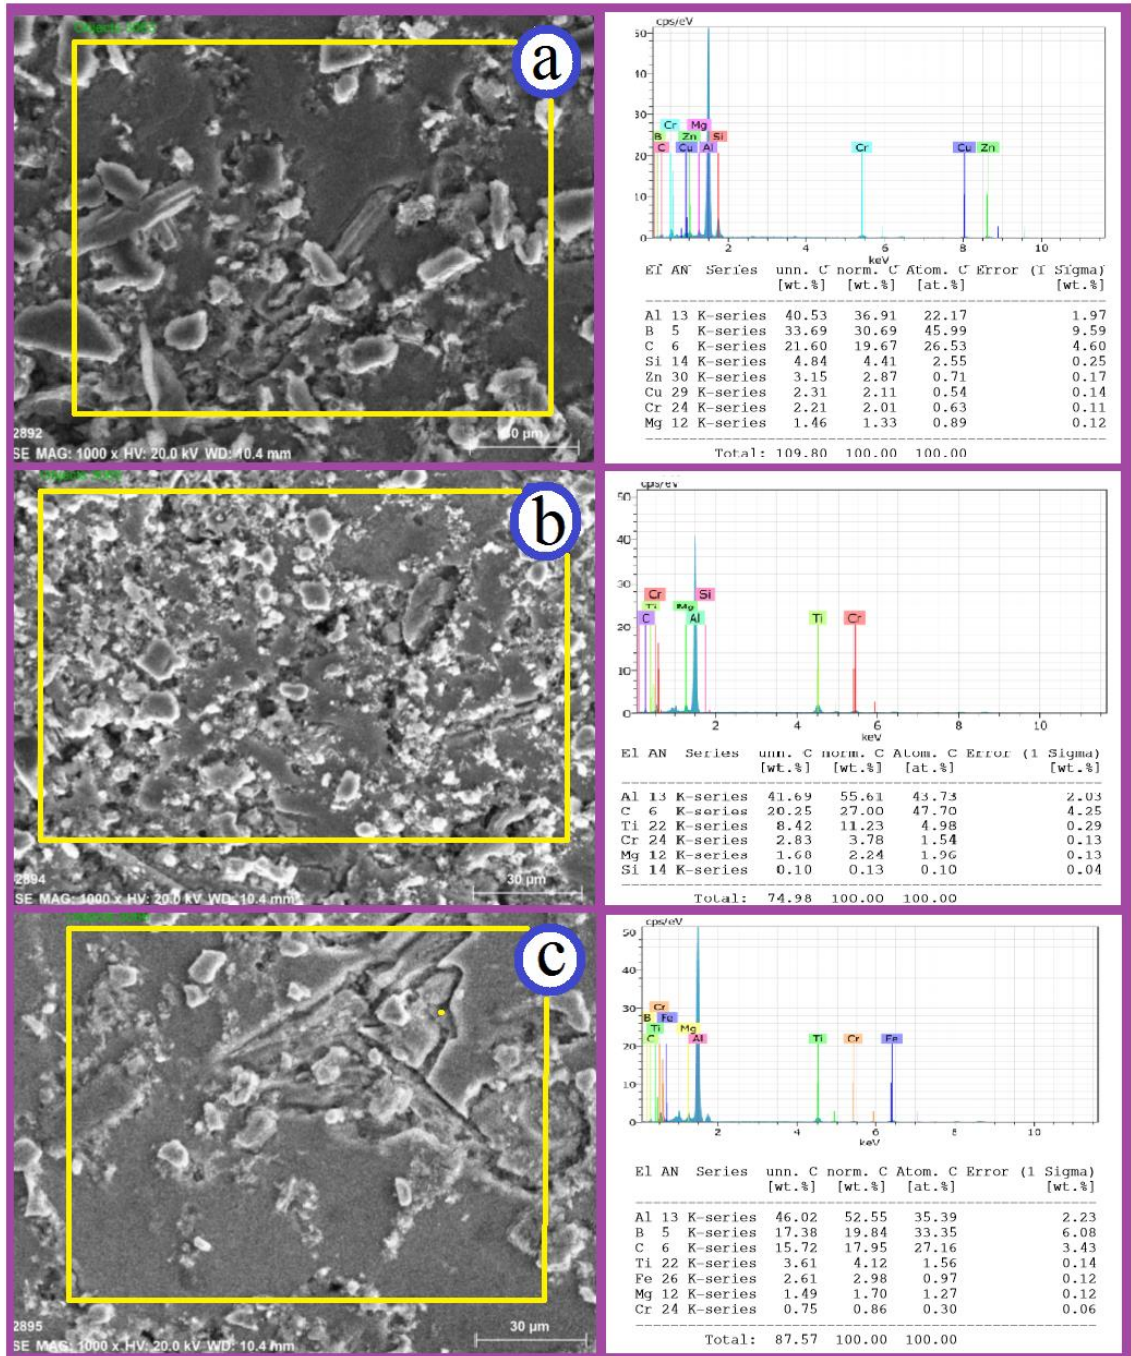 a
2892
SE MAG: 1000 x HV: 20.0 kV WD: 10.4 mm
30 µm
cps/eV
50
40
30
20
10
0
Cr Mg
B Zn Si Cr Cu Zn
C Cu Al
2 4 6 8 10
keV
El AN Series unn. C norm. C Atom. C Error (1 Sigma)
[wt.%] [wt.%] [at.%] [wt.%]
Al 13 K-series 40.53 36.91 22.17 1.97
B 5 K-series 33.69 30.69 45.99 9.59
C 6 K-series 21.60 19.67 26.53 4.60
Si 14 K-series 4.84 4.41 2.55 0.25
Zn 30 K-series 3.15 2.87 0.71 0.17
Cu 29 K-series 2.31 2.11 0.54 0.14
Cr 24 K-series 2.21 2.01 0.63 0.11
Mg 12 K-series 1.46 1.33 0.89 0.12
Total: 109.80 100.00 100.00
b
2894
SE MAG: 1000 x HV: 20.0 kV WD: 10.4 mm
30 µm
cps/eV
50
40
30
20
10
0
Cr Si
Ti Mg
C Al Ti Cr
2 4 6 8 10
keV
El AN Series unn. C norm. C Atom. C Error (1 Sigma)
[wt.%] [wt.%] [at.%] [wt.%]
Al 13 K-series 41.69 55.61 43.73 2.03
C 6 K-series 20.25 27.00 47.70 4.25
Ti 22 K-series 8.42 11.23 4.98 0.29
Cr 24 K-series 2.83 3.78 1.54 0.13
Mg 12 K-series 1.68 2.24 1.96 0.13
Si 14 K-series 0.10 0.13 0.10 0.04
Total: 74.98 100.00 100.00
c
2895
SE MAG: 1000 x HV: 20.0 kV WD: 10.4 mm
30 µm
cps/eV
50
40
30
20
10
0
Cr
B Fe
Ti Mg
C Al Ti Cr Fe
2 4 6 8 10
keV
El AN Series unn. C norm. C Atom. C Error (1 Sigma)
[wt.%] [wt.%] [at.%] [wt.%]
Al 13 K-series 46.02 52.55 35.39 2.23
B 5 K-series 17.38 19.84 33.35 6.08
C 6 K-series 15.72 17.95 27.16 3.43
Ti 22 K-series 3.61 4.12 1.56 0.14
Fe 26 K-series 2.61 2.98 0.97 0.12
Mg 12 K-series 1.49 1.70 1.27 0.12
Cr 24 K-series 0.75 0.86 0.30 0.06
Total: 87.57 100.00 100.00